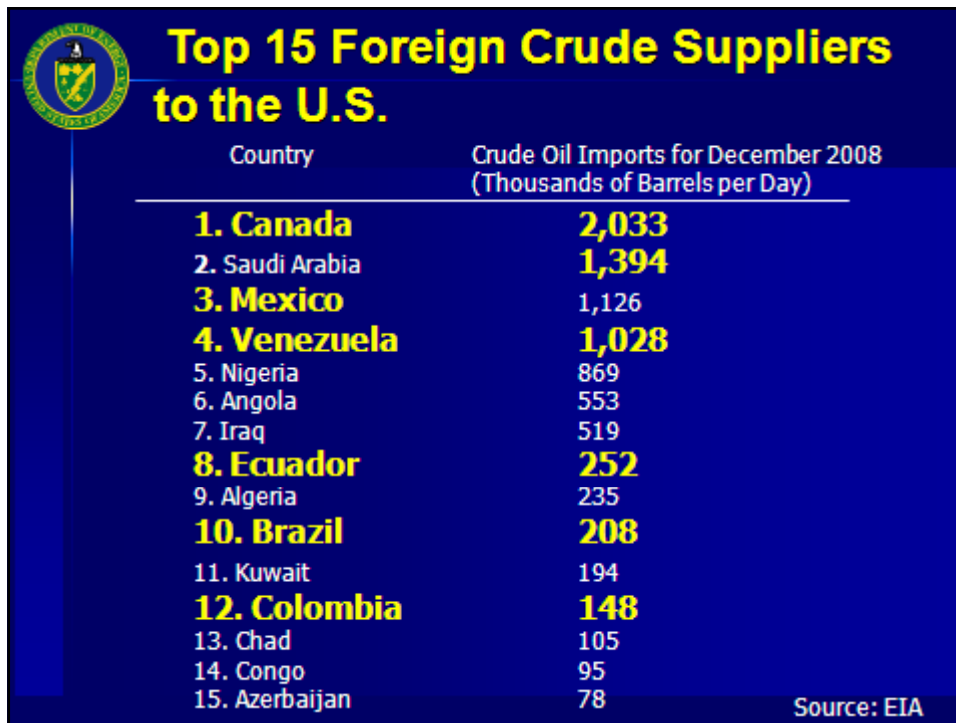 Top 15 Foreign Crude Suppliers
to the U.S.
Country Crude Oil Imports for December 2008
(Thousands of Barrels per Day)
1. Canada 2,033
2. Saudi Arabia 1,394
3. Mexico 1,126
4. Venezuela 1,028
5. Nigeria 869
6. Angola 553
7. Iraq 519
8. Ecuador 252
9. Algeria 235
10. Brazil 208
11. Kuwait 194
12. Colombia 148
13. Chad 105
14. Congo 95
15. Azerbaijan 78
Source: EIA